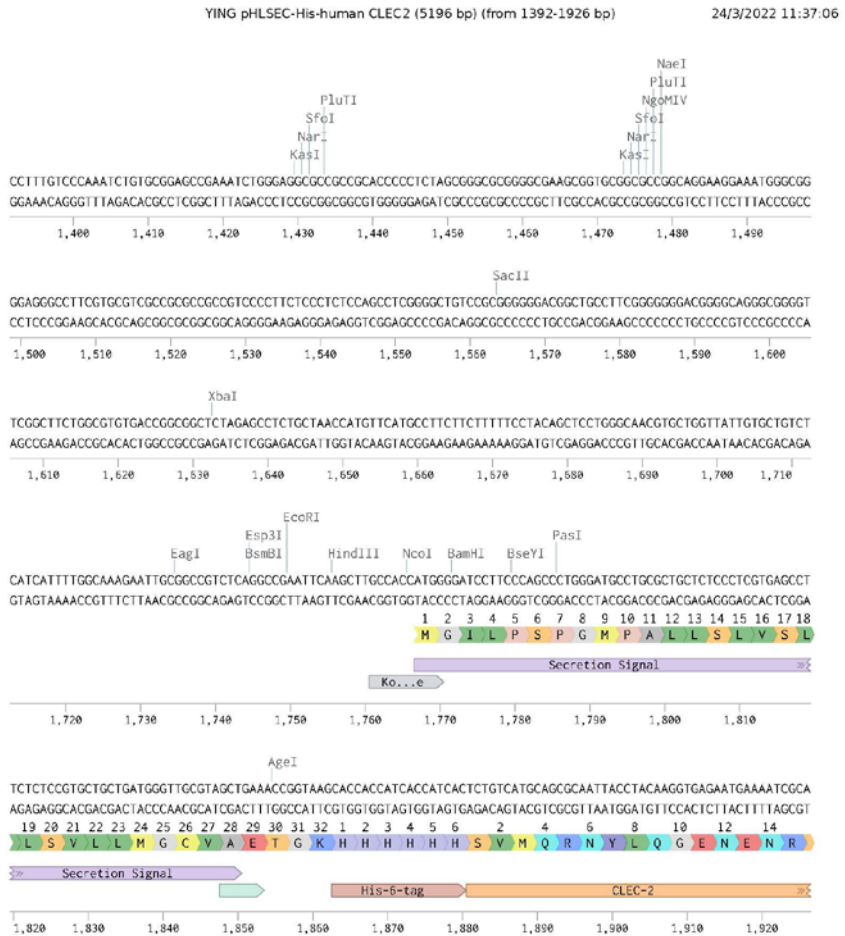 YING pHLSEC-His-human CLEC2 (5196 bp) (from 1392-1926 bp) 24/3/2022 11:37:06
NaeI
PluTI PluTI
NgoMIV
SfoI SfoI
NarI NarI
KasI KasI
CCTTTGTCCCAAATCTGTGCGGAGCCGAAATCTGGGAGGCGCCGCCGCACCCCCTCTAGCGGGCGCGGGGCGAAGCGGTGCGGCGCCGGCAGGAAGGAAATGGGCGG
GGAAACAGGGTTTAGACACGCCTCGGCTTTAGACCCTCCGCGGCGGCGTGGGGGAGATCGCCCGCGCCCCGCTTCGCCACGCCGCGGCCGTCCTTCCTTTACCCGCC
1,400 1,410 1,420 1,430 1,440 1,450 1,460 1,470 1,480 1,490
SacII
GGAGGGCCTTCGTGCGTCGCCGCGCCGCCGTCCCCTTCTCCCTCTCCAGCCTCGGGGCTGTCCGCGGGGGGACGGCTGCCTTCGGGGGGGACGGGGCAGGGCGGGGT
CCTCCCGGAAGCACGCAGCGGCGCGGCGGCAGGGGAAGAGGGAGAGGTCGGAGCCCCGACAGGCGCCCCCCTGCCGACGGAAGCCCCCCCTGCCCCGTCCCGCCCCA
1,500 1,510 1,520 1,530 1,540 1,550 1,560 1,570 1,580 1,590 1,600
XbaI
TCGGCTTCTGGCGTGTGACCGGCGGCTCTAGAGCCTCTGCTAACCATGTTCATGCCTTCTTCTTTTTCCTACAGCTCCTGGGCAACGTGCTGGTTATTGTGCTGTCT
AGCCGAAGACCGCACACTGGCCGCCGAGATCTCGGAGACGATTGGTACAAGTACGGAAGAAGAAAAAGGATGTCGAGGACCCGTTGCACGACCAATAACACGACAGA
1,610 1,620 1,630 1,640 1,650 1,660 1,670 1,680 1,690 1,700 1,710
EcoRI
Esp3I PasI
EagI BsmBI HindIII NcoI BamHI BseYI
CATCATTTTGGCAAAGAATTGCGGCCGTCTCAGGCCGAATTCAAGCTTGCCACCATGGGGATCCTTCCCAGCCCTGGGATGCCTGCGCTGCTCTCCCTCGTGAGCCT
GTAGTAAAACCGTTTCTTAACGCCGGCAGAGTCCGGCTTAAGTTCGAACGGTGGTACCCCTAGGAAGGGTCGGGACCCTACGGACGCGACGAGAGGGAGCACTCGGA
1 2 3 4 5 6 7 8 9 10 11 12 13 14 15 16 17 18
M G I L P S P G M P A L L S L V S L
Secretion Signal
Ko...e
1,720 1,730 1,740 1,750 1,760 1,770 1,780 1,790 1,800 1,810
AgeI
TCTCTCCGTGCTGCTGATGGGTTGCGTAGCTGAAACCGGTAAGCACCACCATCACCATCACTCTGTCATGCAGCGCAATTACCTACAAGGTGAGAATGAAAATCGCA
AGAGAGGCACGACGACTACCCAACGCATCGACTTTGGCCATTCGTGGTGGTAGTGGTAGTGAGACAGTACGTCGCGTTAATGGATGTTCCACTCTTACTTTTAGCGT
19 20 21 22 23 24 25 26 27 28 29 30 31 32 1 2 3 4 5 6 2 4 6 8 10 12 14
L S V L L M G C V A E T G K H H H H H H S V M Q R N Y L Q G E N E N R
Secretion Signal His-6-tag CLEC-2
1,820 1,830 1,840 1,850 1,860 1,870 1,880 1,890 1,900 1,910 1,920